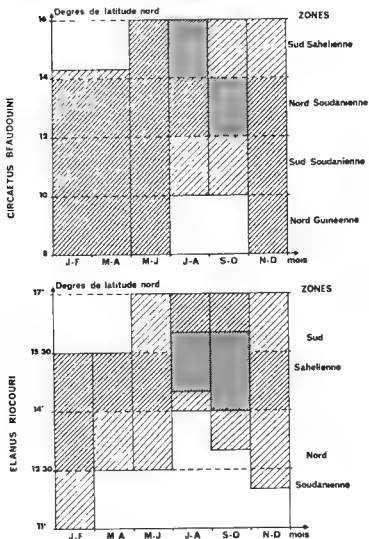 Degres de latitude nord
ZONES
16
Sud Sahelienne
14
Nord Soudanienne
12
Sud Soudanienne
10
Nord Guineenne
8
J-F M-A M-J J-A S-O N-D mois
CIRCAETUS BEAUDOUINI
Degres de latitude nord
ZONES
17°
Sud
15 30
Sahelienne
14°
Nord
12 30
Soudanienne
11°
J-F M A M-J J-A S-O N-D mois
ELANUS RIOCOURI